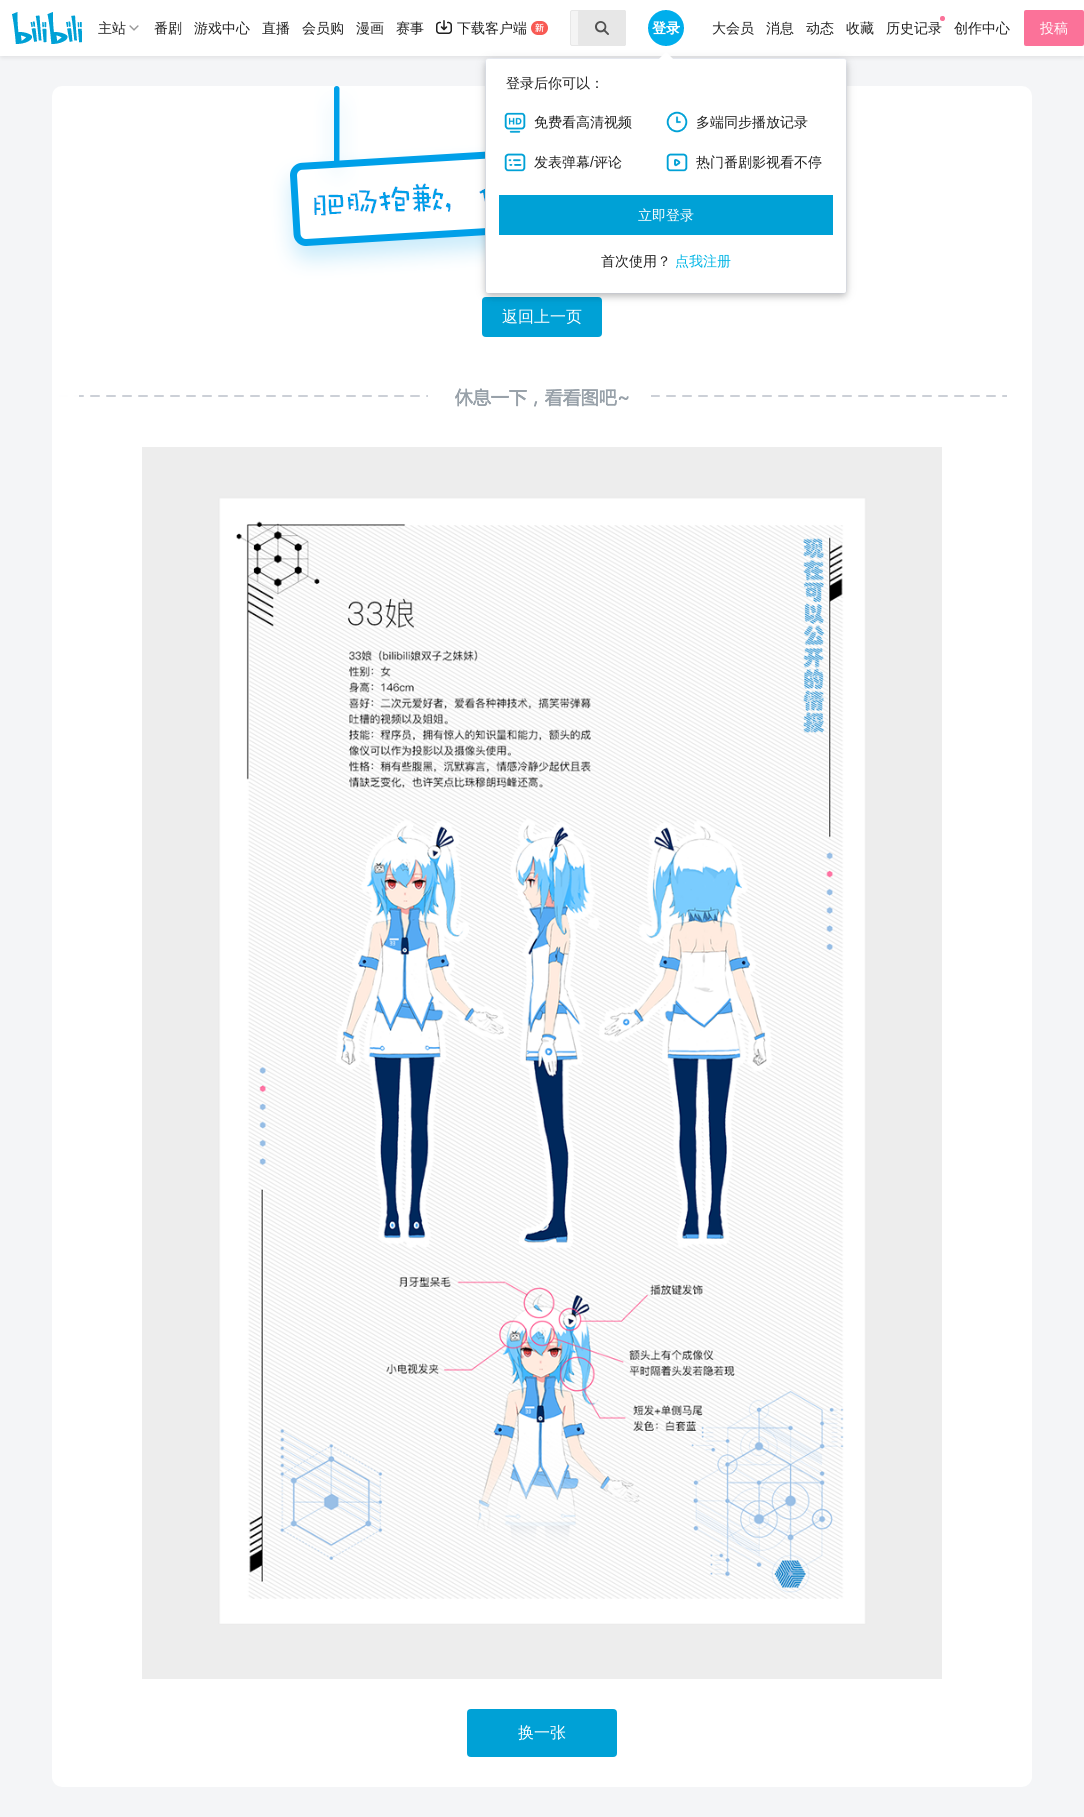 bilibili
主站 番剧 游戏中心 直播 会员购 漫画 赛事 下载客户端 新 登录 大会员 消息 动态 收藏 历史记录 创作中心 投稿
登录后你可以：
HD 免费看高清视频 多端同步播放记录
发表弹幕/评论 热门番剧影视看不停
立即登录
首次使用？ 点我注册
肥肠抱歉，
返回上一页
休息一下，看看图吧~
现在可以公开的情报
33娘
33娘（bilibili娘双子之妹妹）
性别：女
身高：146cm
喜好：二次元爱好者，爱看各种神技术，搞笑带弹幕
吐槽的视频以及姐姐。
技能：程序员，拥有惊人的知识量和能力，额头的成
像仪可以作为投影以及摄像头使用。
性格：稍有些腹黑，沉默寡言，情感冷静少起伏且表
情缺乏变化，也许笑点比珠穆朗玛峰还高。
月牙型呆毛
播放键发饰
小电视发夹
额头上有个成像仪
平时隔着头发若隐若现
短发+单侧马尾
发色：白套蓝
换一张